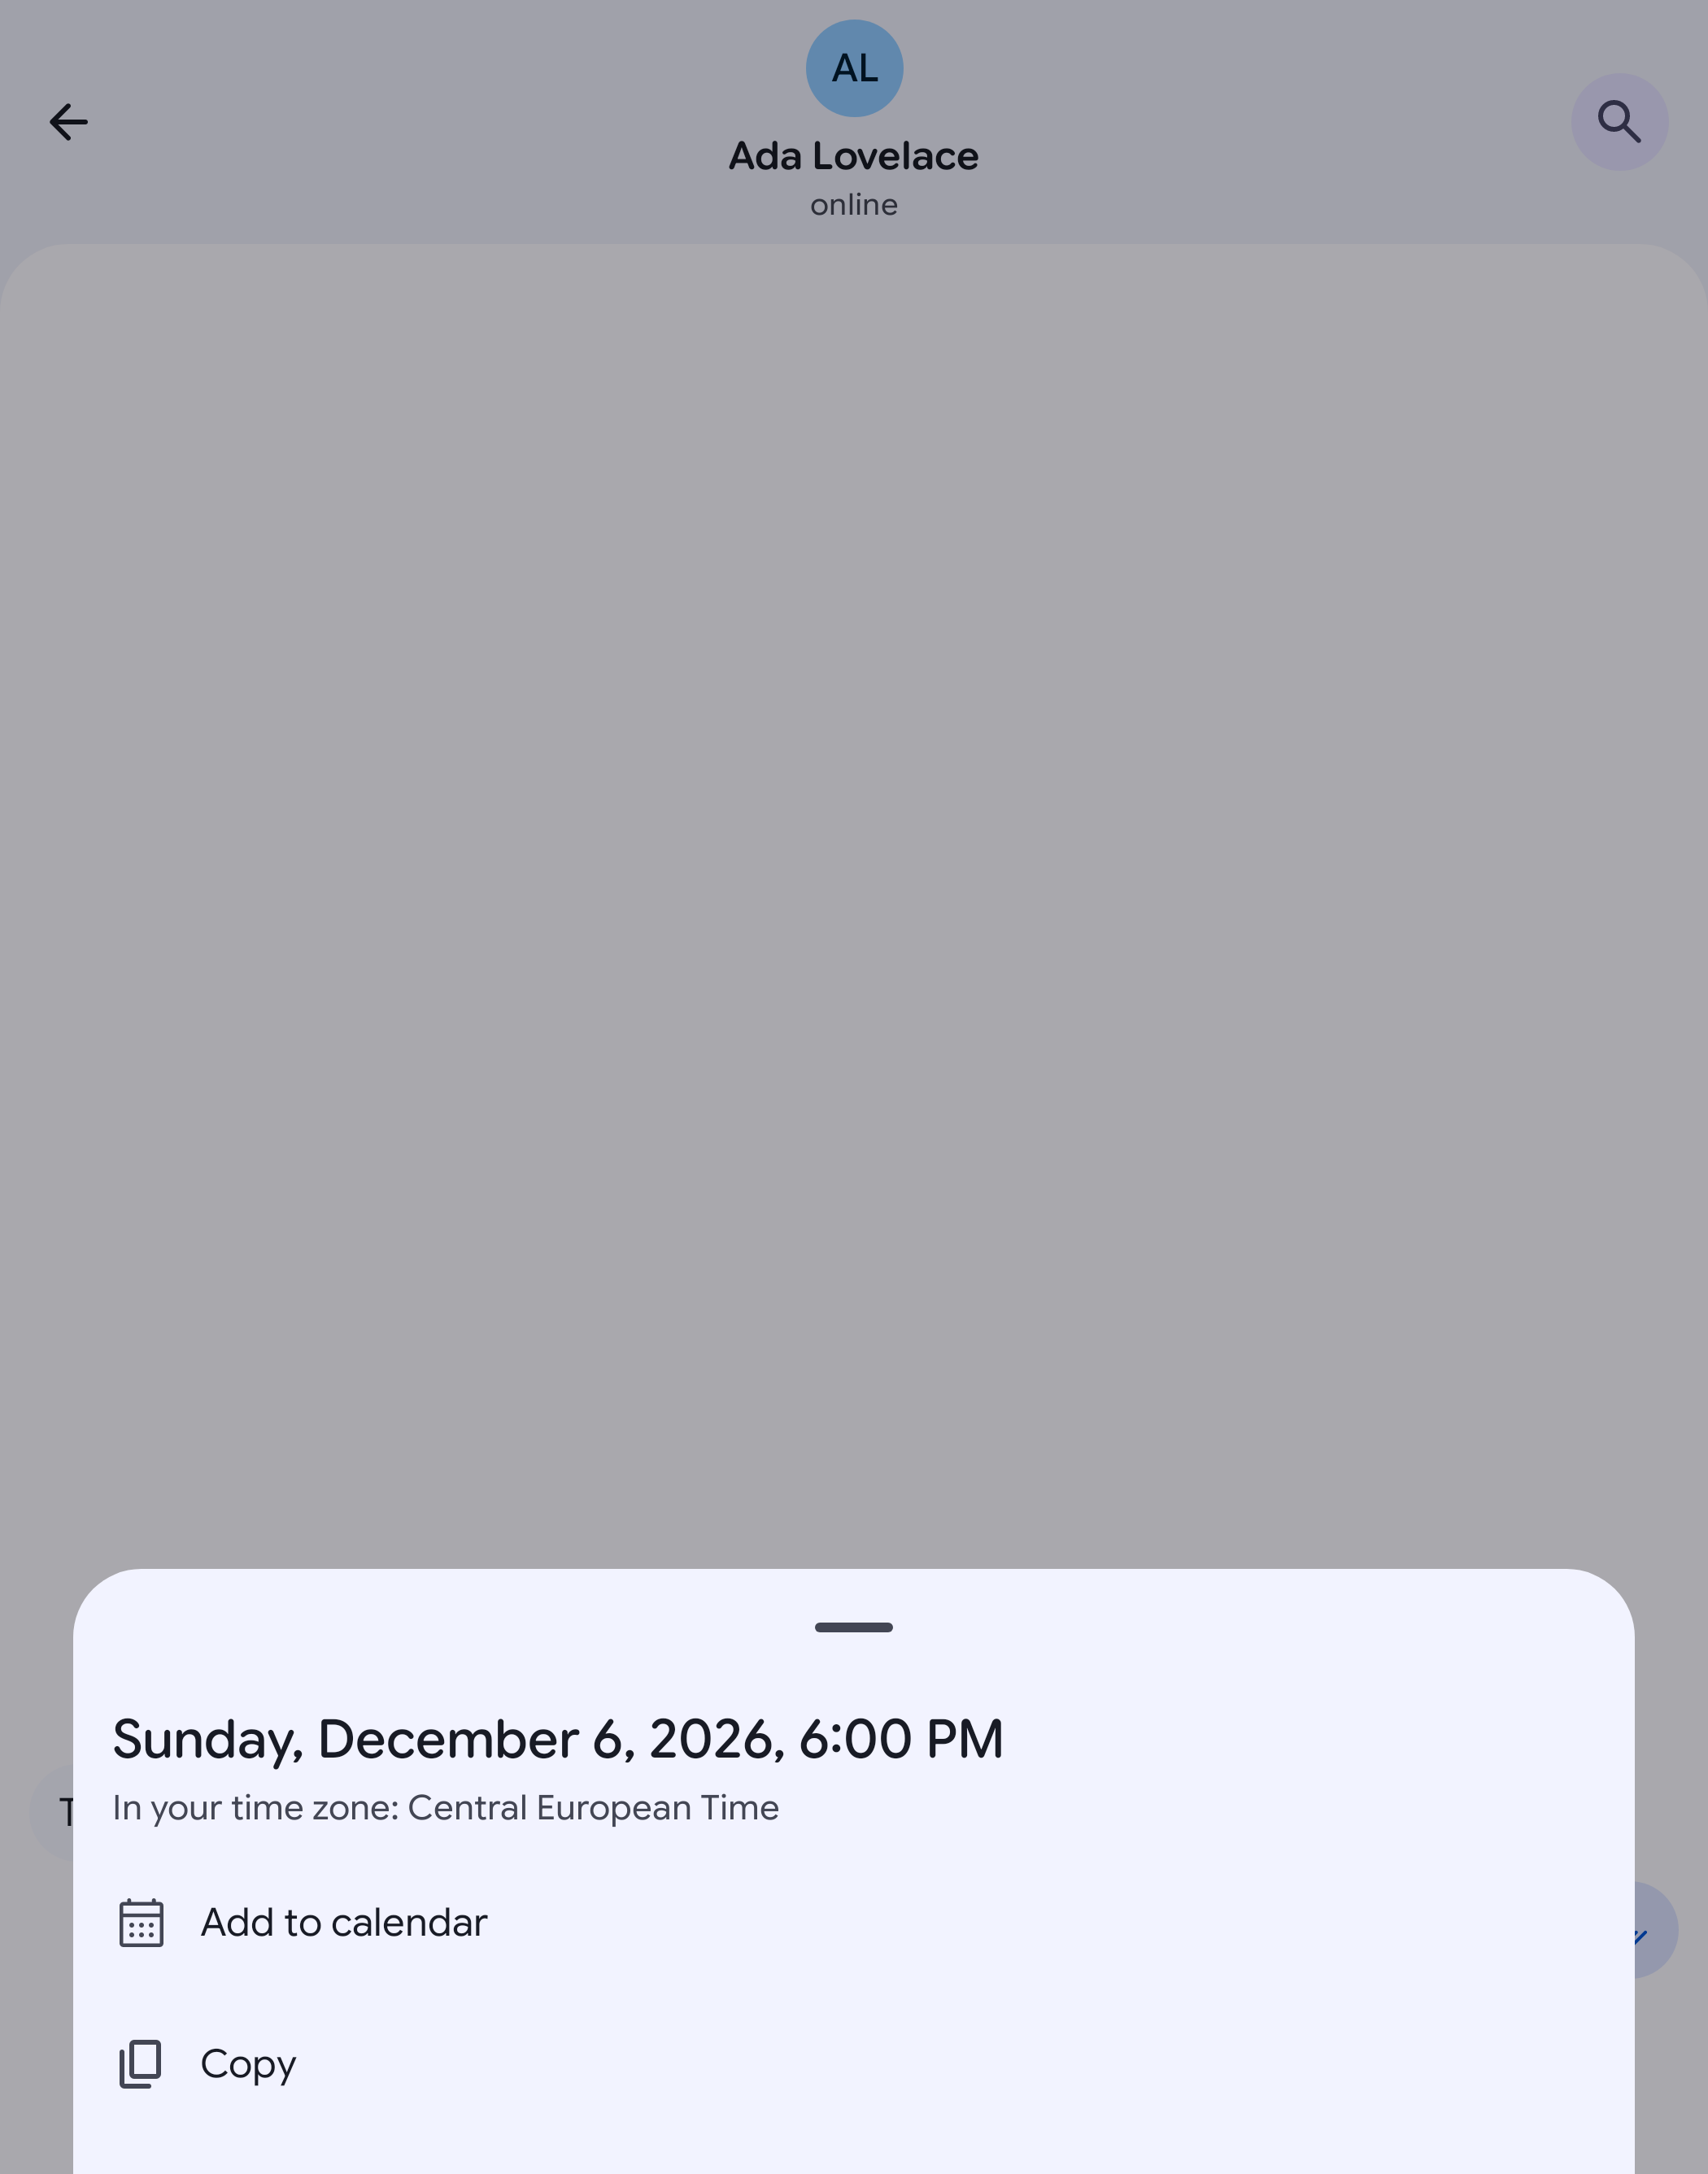 AL
Ada Lovelace
online
Sunday, December 6, 2026, 6:00 PM
In your time zone: Central European Time
Add to calendar
Copy